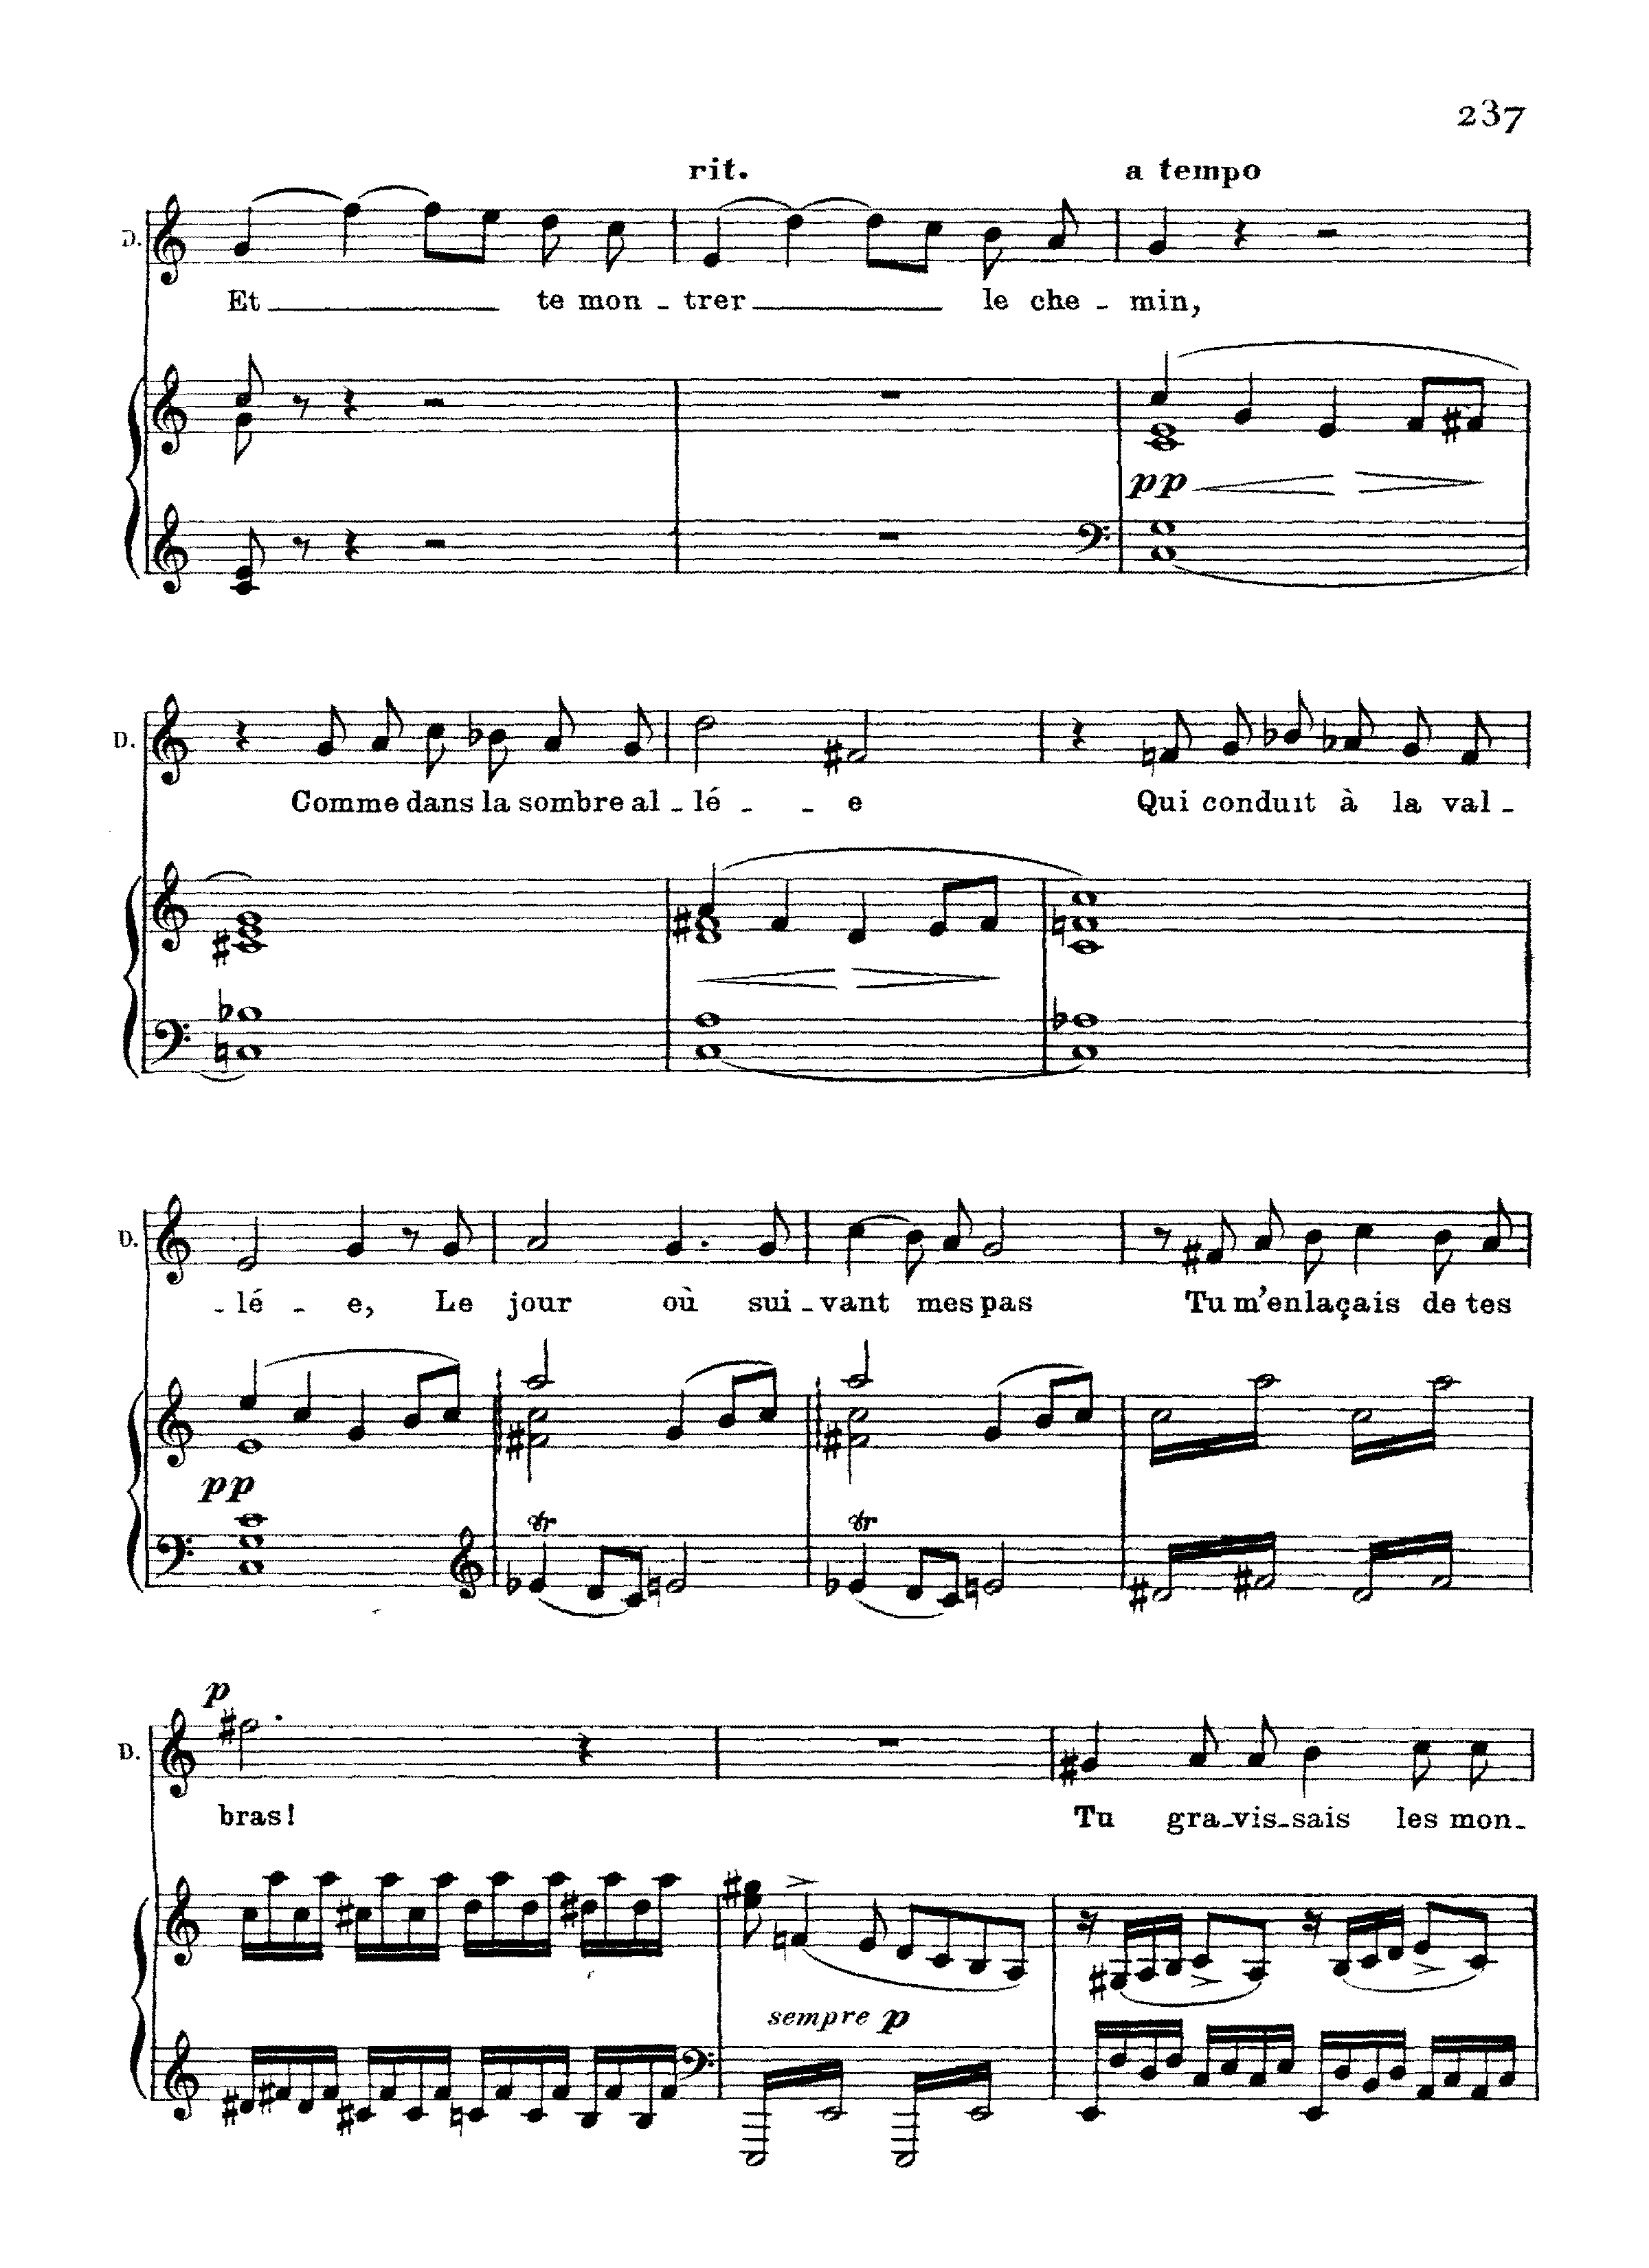 237
rit. a tempo
D.
Et te mon - trer le che - min,
pp
D.
Comme dans la sombre al - lé - e Qui conduit à la val -
D.
- lé - e, Le jour où sui - vant mes pas Tu m'enlaçais de tes
pp
tr tr
p
D.
bras! Tu gra - vis - sais les mon -
sempre p